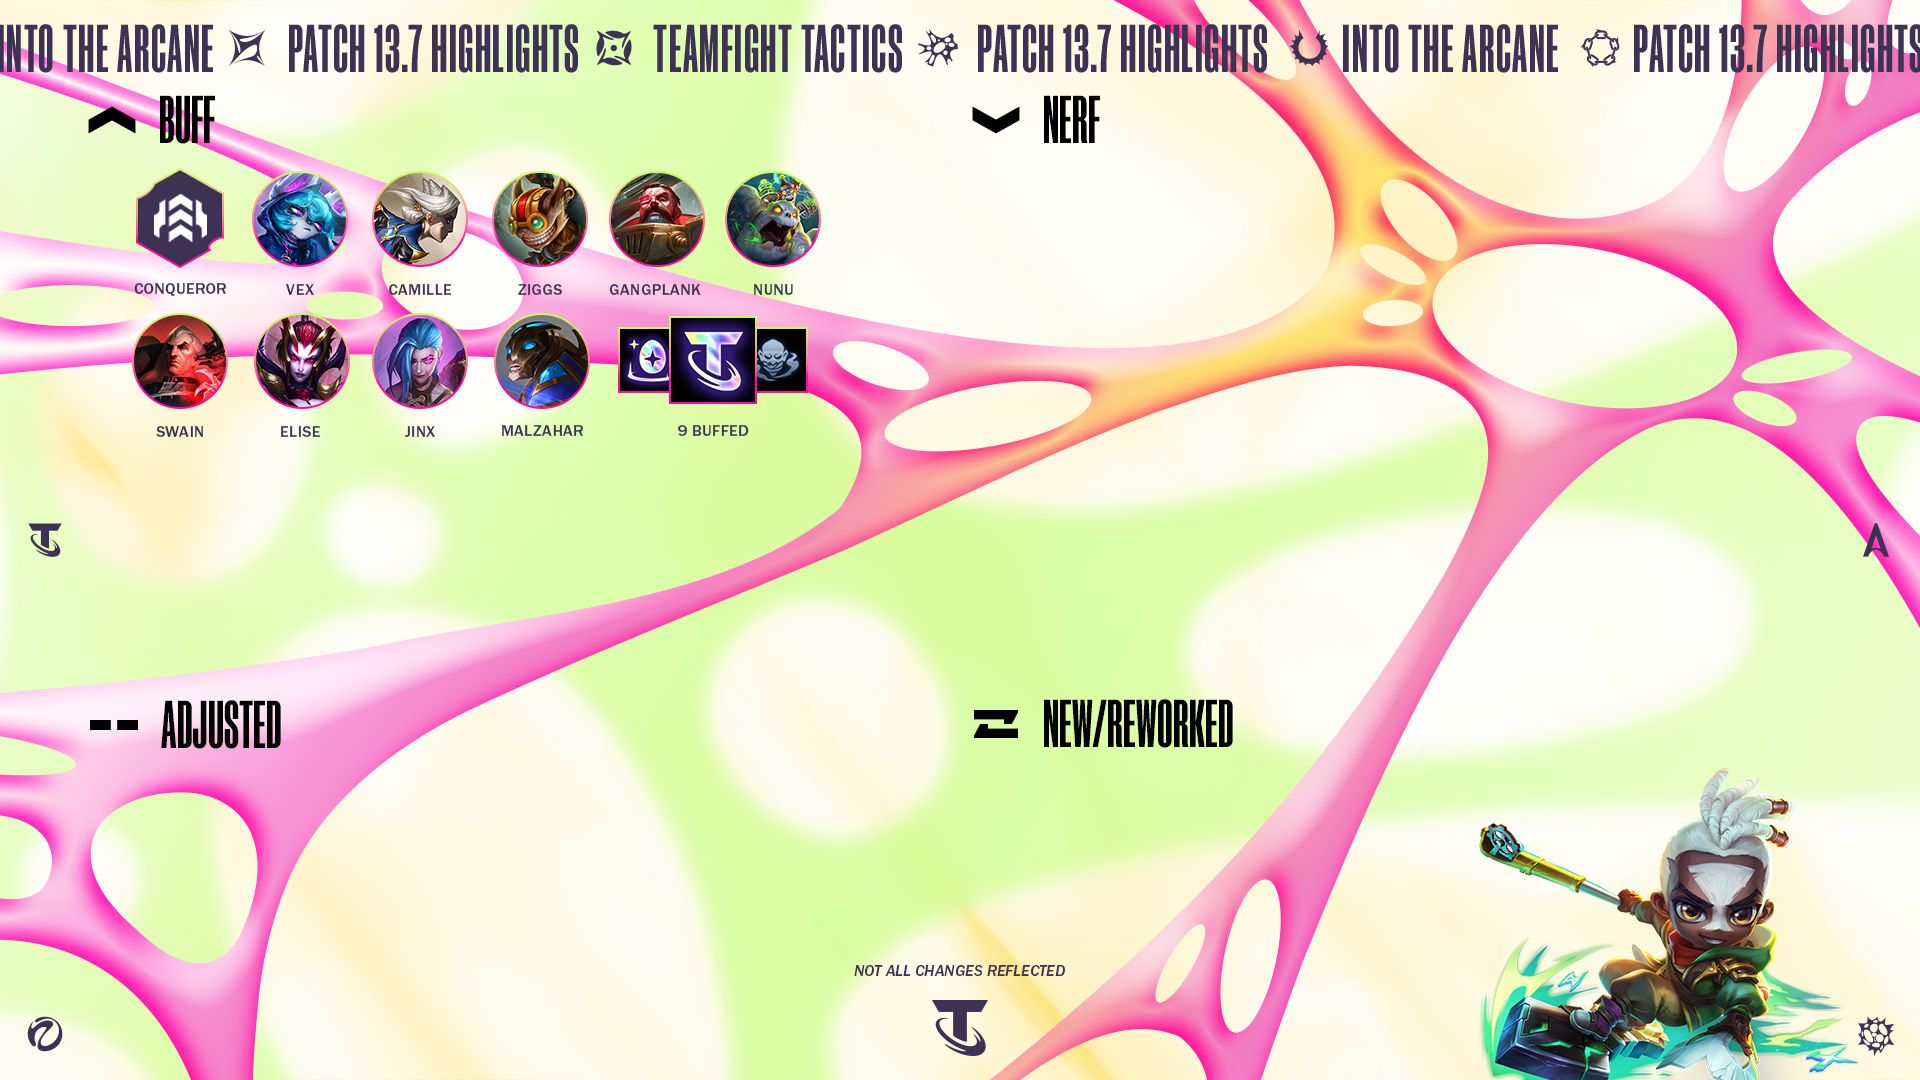 INTO THE ARCANE PATCH 13.7 HIGHLIGHTS TEAMFIGHT TACTICS PATCH 13.7 HIGHLIGHTS INTO THE ARCANE PATCH 13.7 HIGHLIGHTS
BUFF
NERF
CONQUEROR VEX CAMILLE ZIGGS GANGPLANK NUNU
SWAIN ELISE JINX MALZAHAR 9 BUFFED
ADJUSTED
NEW/REWORKED
NOT ALL CHANGES REFLECTED